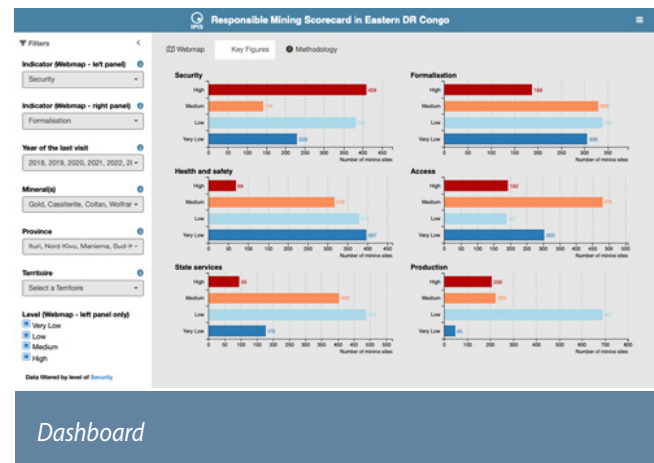 IPIS
Responsible Mining Scorecard in Eastern DR Congo
Filters
Webmap
Key Figures
Methodology
Indicator (Webmap - left panel)
Security
Indicator (Webmap - right panel)
Formalisation
Year of the last visit
2018, 2019, 2020, 2021, 2022, 2
Mineral(s)
Gold, Cassiterite, Coltan, Wolfrar
Province
Ituri, Nord-Kivu, Maniema, Sud-
Territoire
Select a Territoire
Level (Webmap - left panel only)
Very Low
Low
Medium
High
Data filtered by level of Security
Security
High
Medium
Low
Very Low
0 50 100 150 200 250 300 350 400 450
Number of mining sites
Formalisation
High
Medium
Low
Very Low
0 50 100 150 200 250 300 350
Number of mining sites
Health and safety
High
Medium
Low
Very Low
0 50 100 150 200 250 300 350 400 450
Number of mining sites
Access
High 192
Medium
Low
Very Low 303
0 50 100 150 200 250 300 350 400 450 500 550
Number of mining sites
State services
High
Medium
Low
Very Low 175
0 50 100 150 200 250 300 350 400 450 500 550
Number of mining sites
Production
High
Medium
Low
Very Low
0 100 200 300 400 500 600 700 800
Number of mining sites
Dashboard